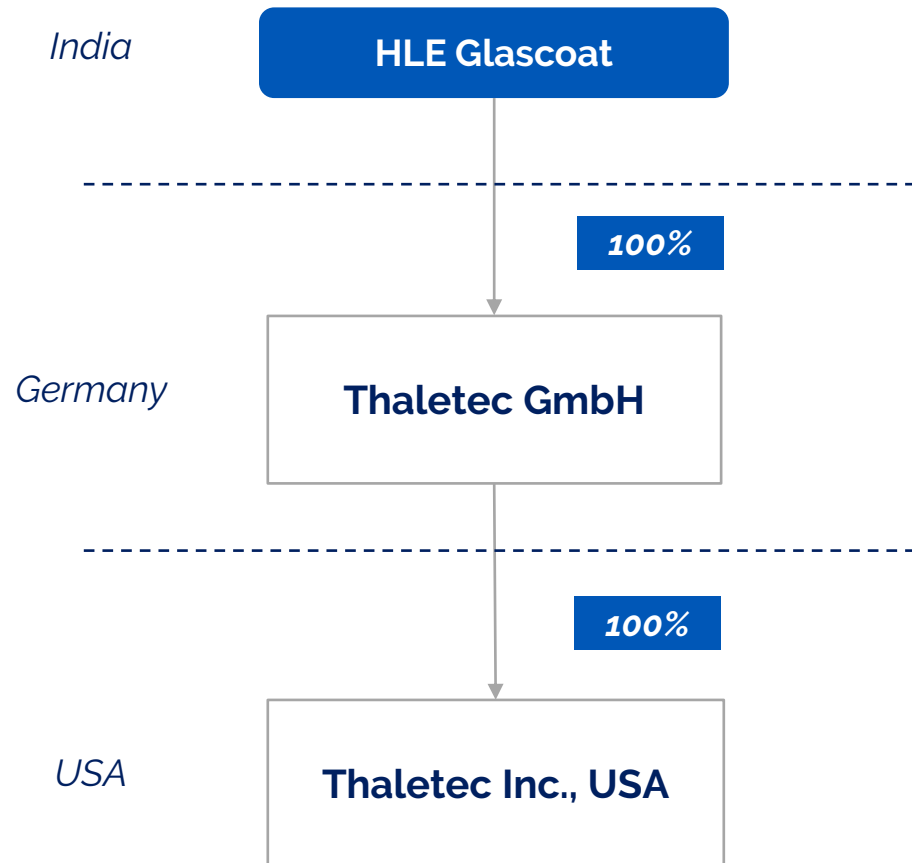 India
HLE Glascoat
100%
Germany
Thaletec GmbH
100%
USA
Thaletec Inc., USA